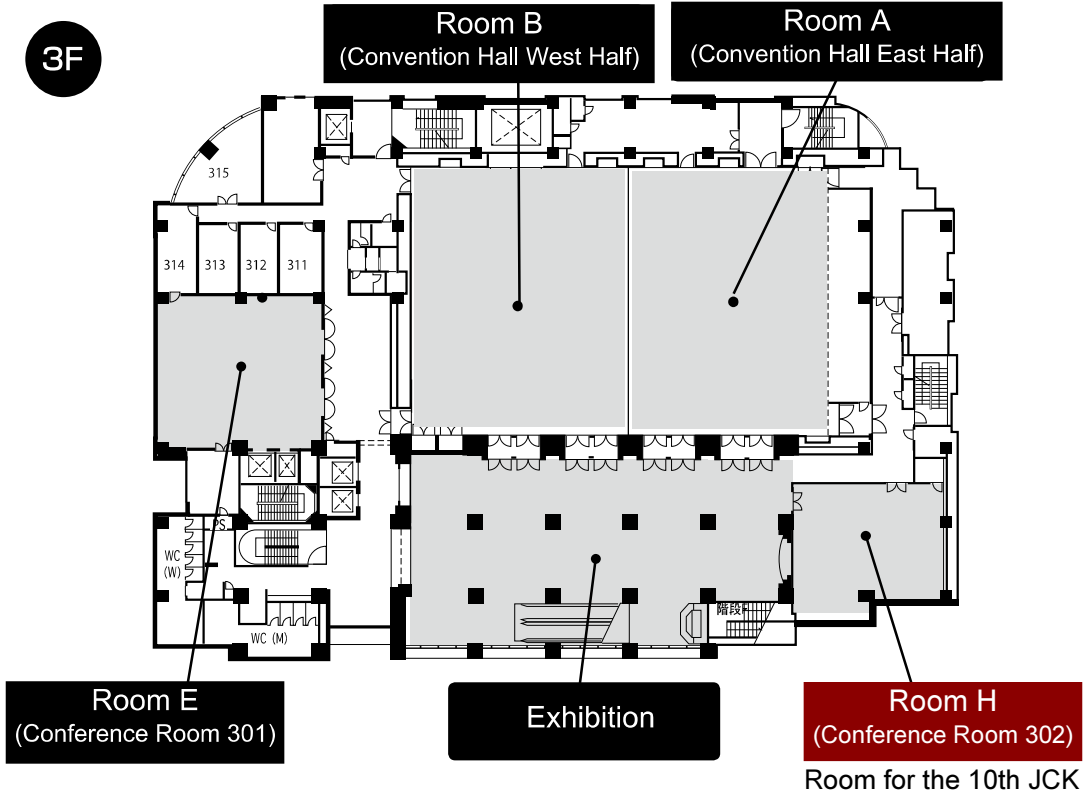 3F
Room B
(Convention Hall West Half)
Room A
(Convention Hall East Half)
315
314
313
312
311
PS
WC
(W)
WC (M)
階段F
Room E
(Conference Room 301)
Exhibition
Room H
(Conference Room 302)
Room for the 10th JCK